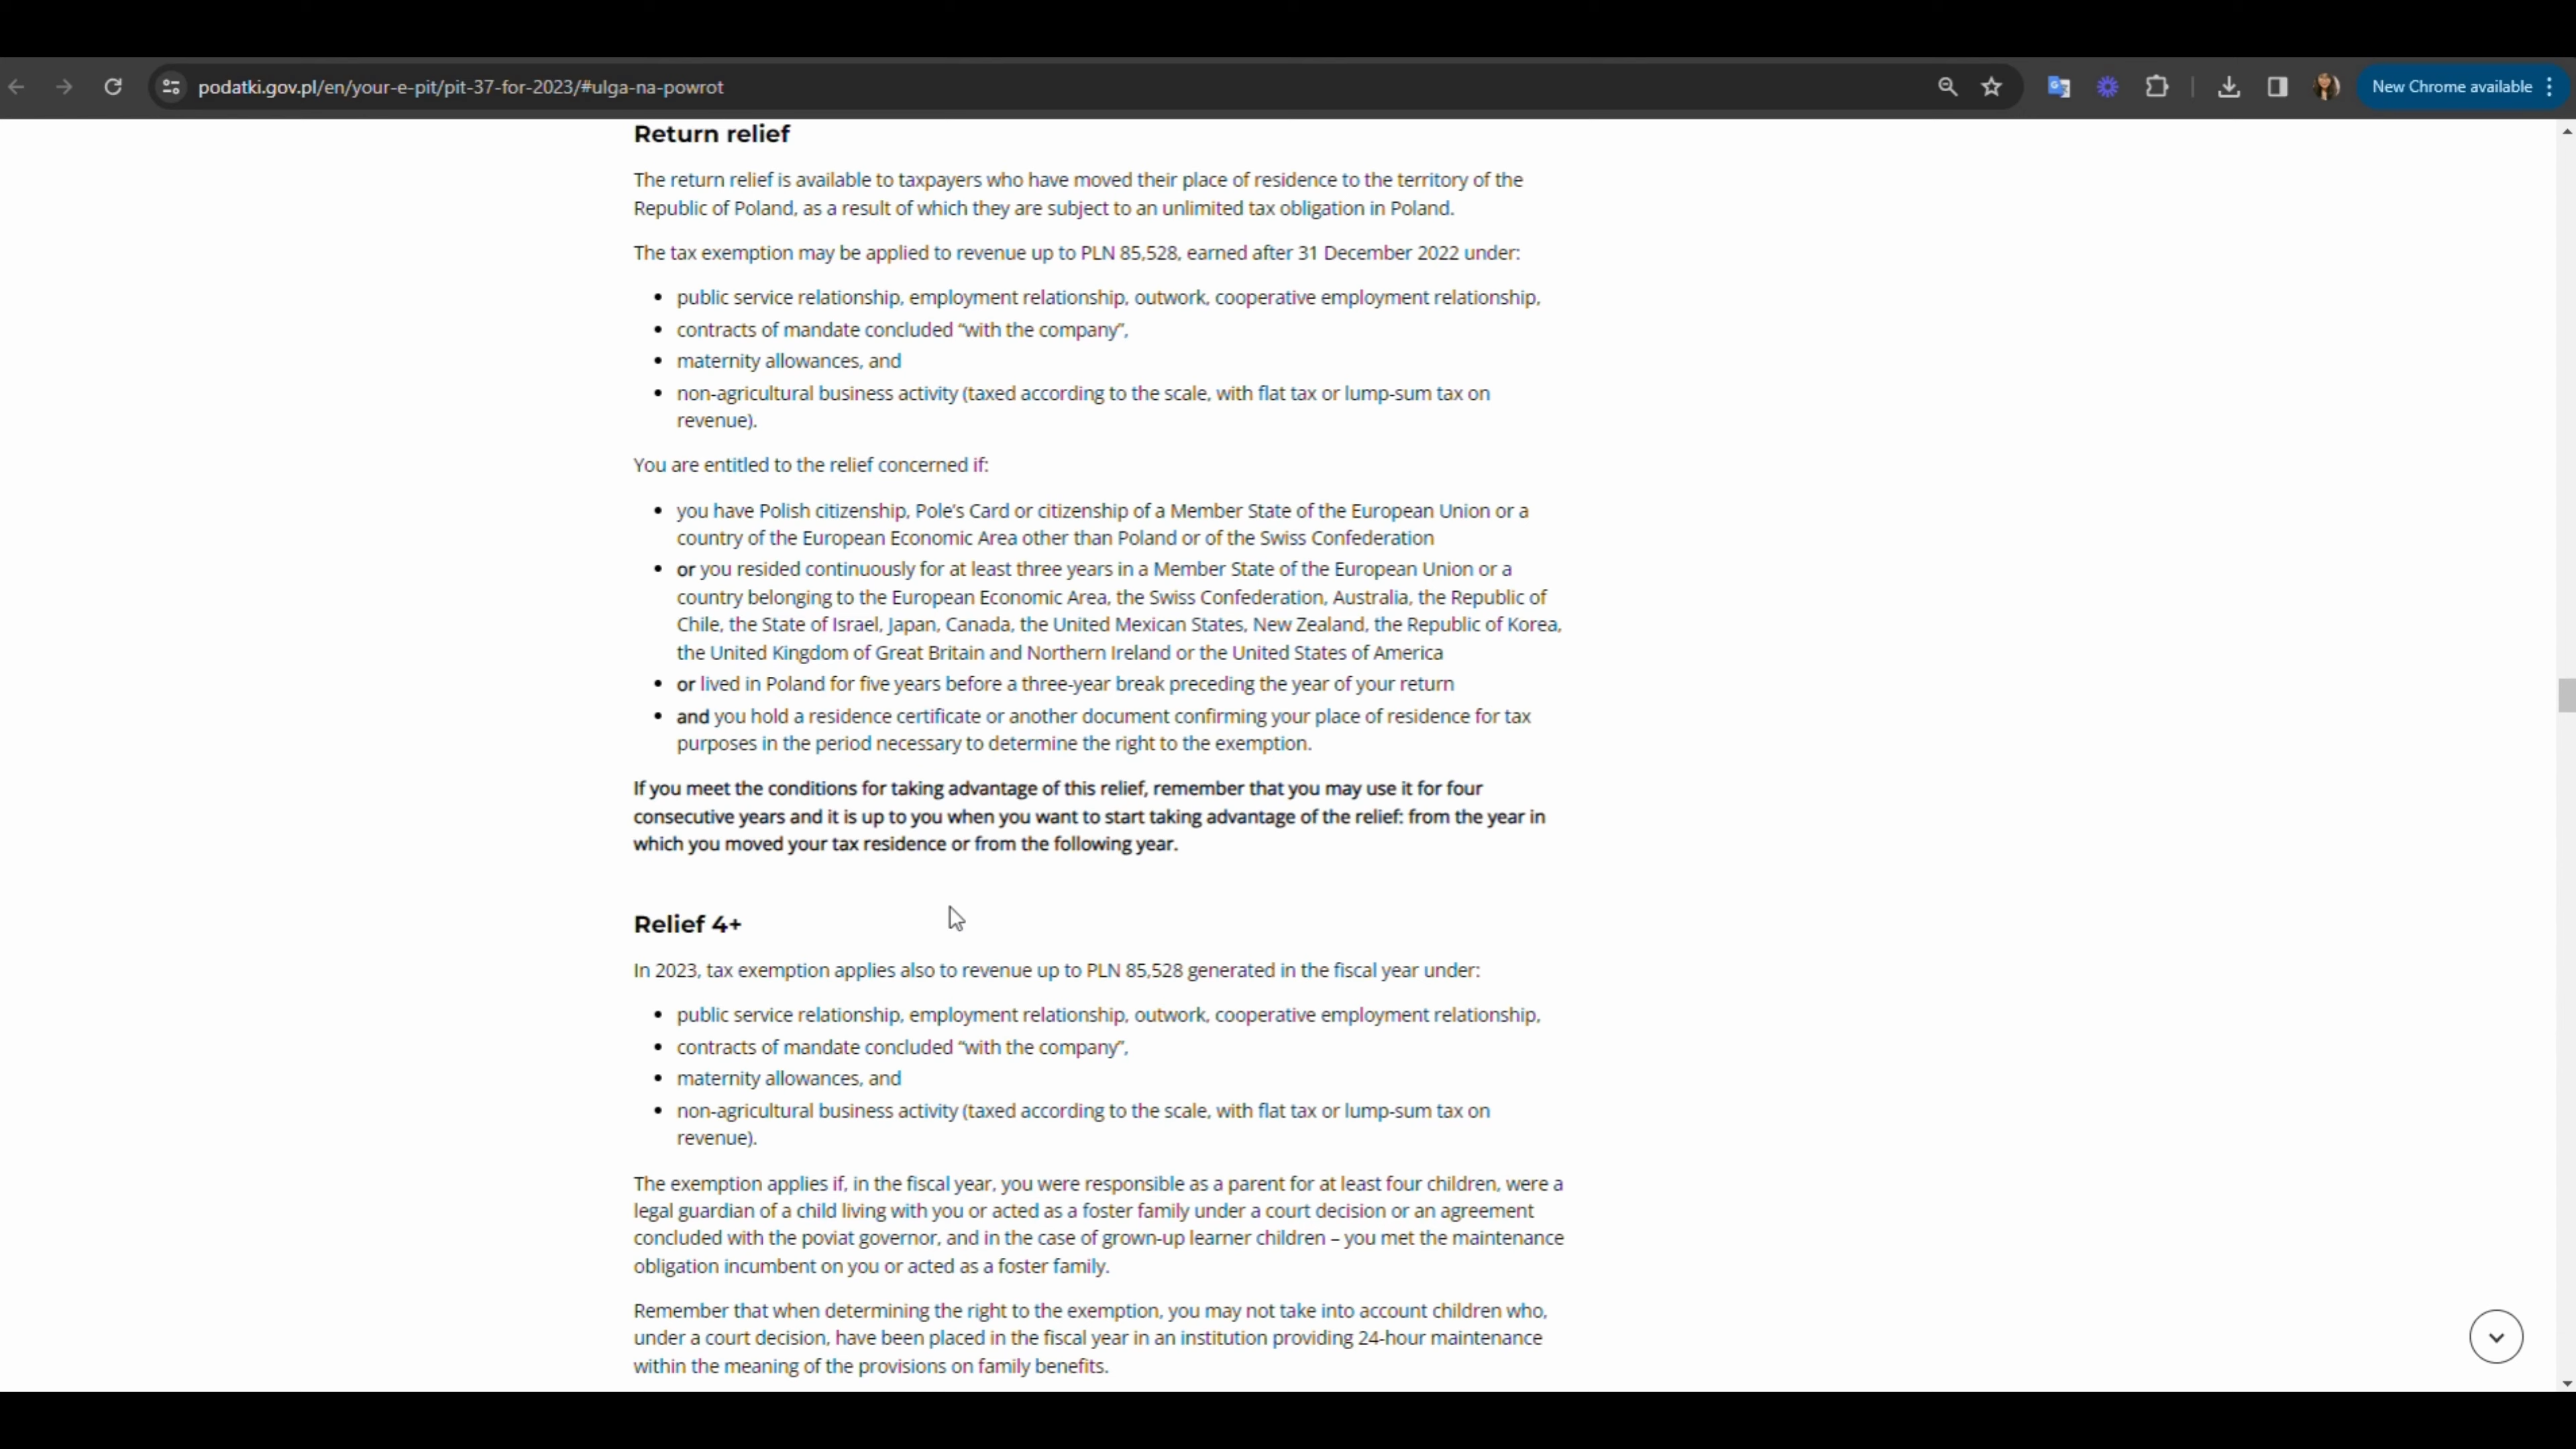 podatki.gov.pl/en/your-e-pit/pit-37-for-2023/#ulga-na-powrot
New Chrome available
Return relief
The return relief is available to taxpayers who have moved their place of residence to the territory of the
Republic of Poland, as a result of which they are subject to an unlimited tax obligation in Poland.
The tax exemption may be applied to revenue up to PLN 85,528, earned after 31 December 2022 under:
• public service relationship, employment relationship, outwork, cooperative employment relationship,
• contracts of mandate concluded “with the company”,
• maternity allowances, and
• non-agricultural business activity (taxed according to the scale, with flat tax or lump-sum tax on
revenue).
You are entitled to the relief concerned if:
• you have Polish citizenship, Pole’s Card or citizenship of a Member State of the European Union or a
country of the European Economic Area other than Poland or of the Swiss Confederation
• or you resided continuously for at least three years in a Member State of the European Union or a
country belonging to the European Economic Area, the Swiss Confederation, Australia, the Republic of
Chile, the State of Israel, Japan, Canada, the United Mexican States, New Zealand, the Republic of Korea,
the United Kingdom of Great Britain and Northern Ireland or the United States of America
• or lived in Poland for five years before a three-year break preceding the year of your return
• and you hold a residence certificate or another document confirming your place of residence for tax
purposes in the period necessary to determine the right to the exemption.
If you meet the conditions for taking advantage of this relief, remember that you may use it for four
consecutive years and it is up to you when you want to start taking advantage of the relief: from the year in
which you moved your tax residence or from the following year.
Relief 4+
In 2023, tax exemption applies also to revenue up to PLN 85,528 generated in the fiscal year under:
• public service relationship, employment relationship, outwork, cooperative employment relationship,
• contracts of mandate concluded “with the company”,
• maternity allowances, and
• non-agricultural business activity (taxed according to the scale, with flat tax or lump-sum tax on
revenue).
The exemption applies if, in the fiscal year, you were responsible as a parent for at least four children, were a
legal guardian of a child living with you or acted as a foster family under a court decision or an agreement
concluded with the poviat governor, and in the case of grown-up learner children – you met the maintenance
obligation incumbent on you or acted as a foster family.
Remember that when determining the right to the exemption, you may not take into account children who,
under a court decision, have been placed in the fiscal year in an institution providing 24-hour maintenance
within the meaning of the provisions on family benefits.